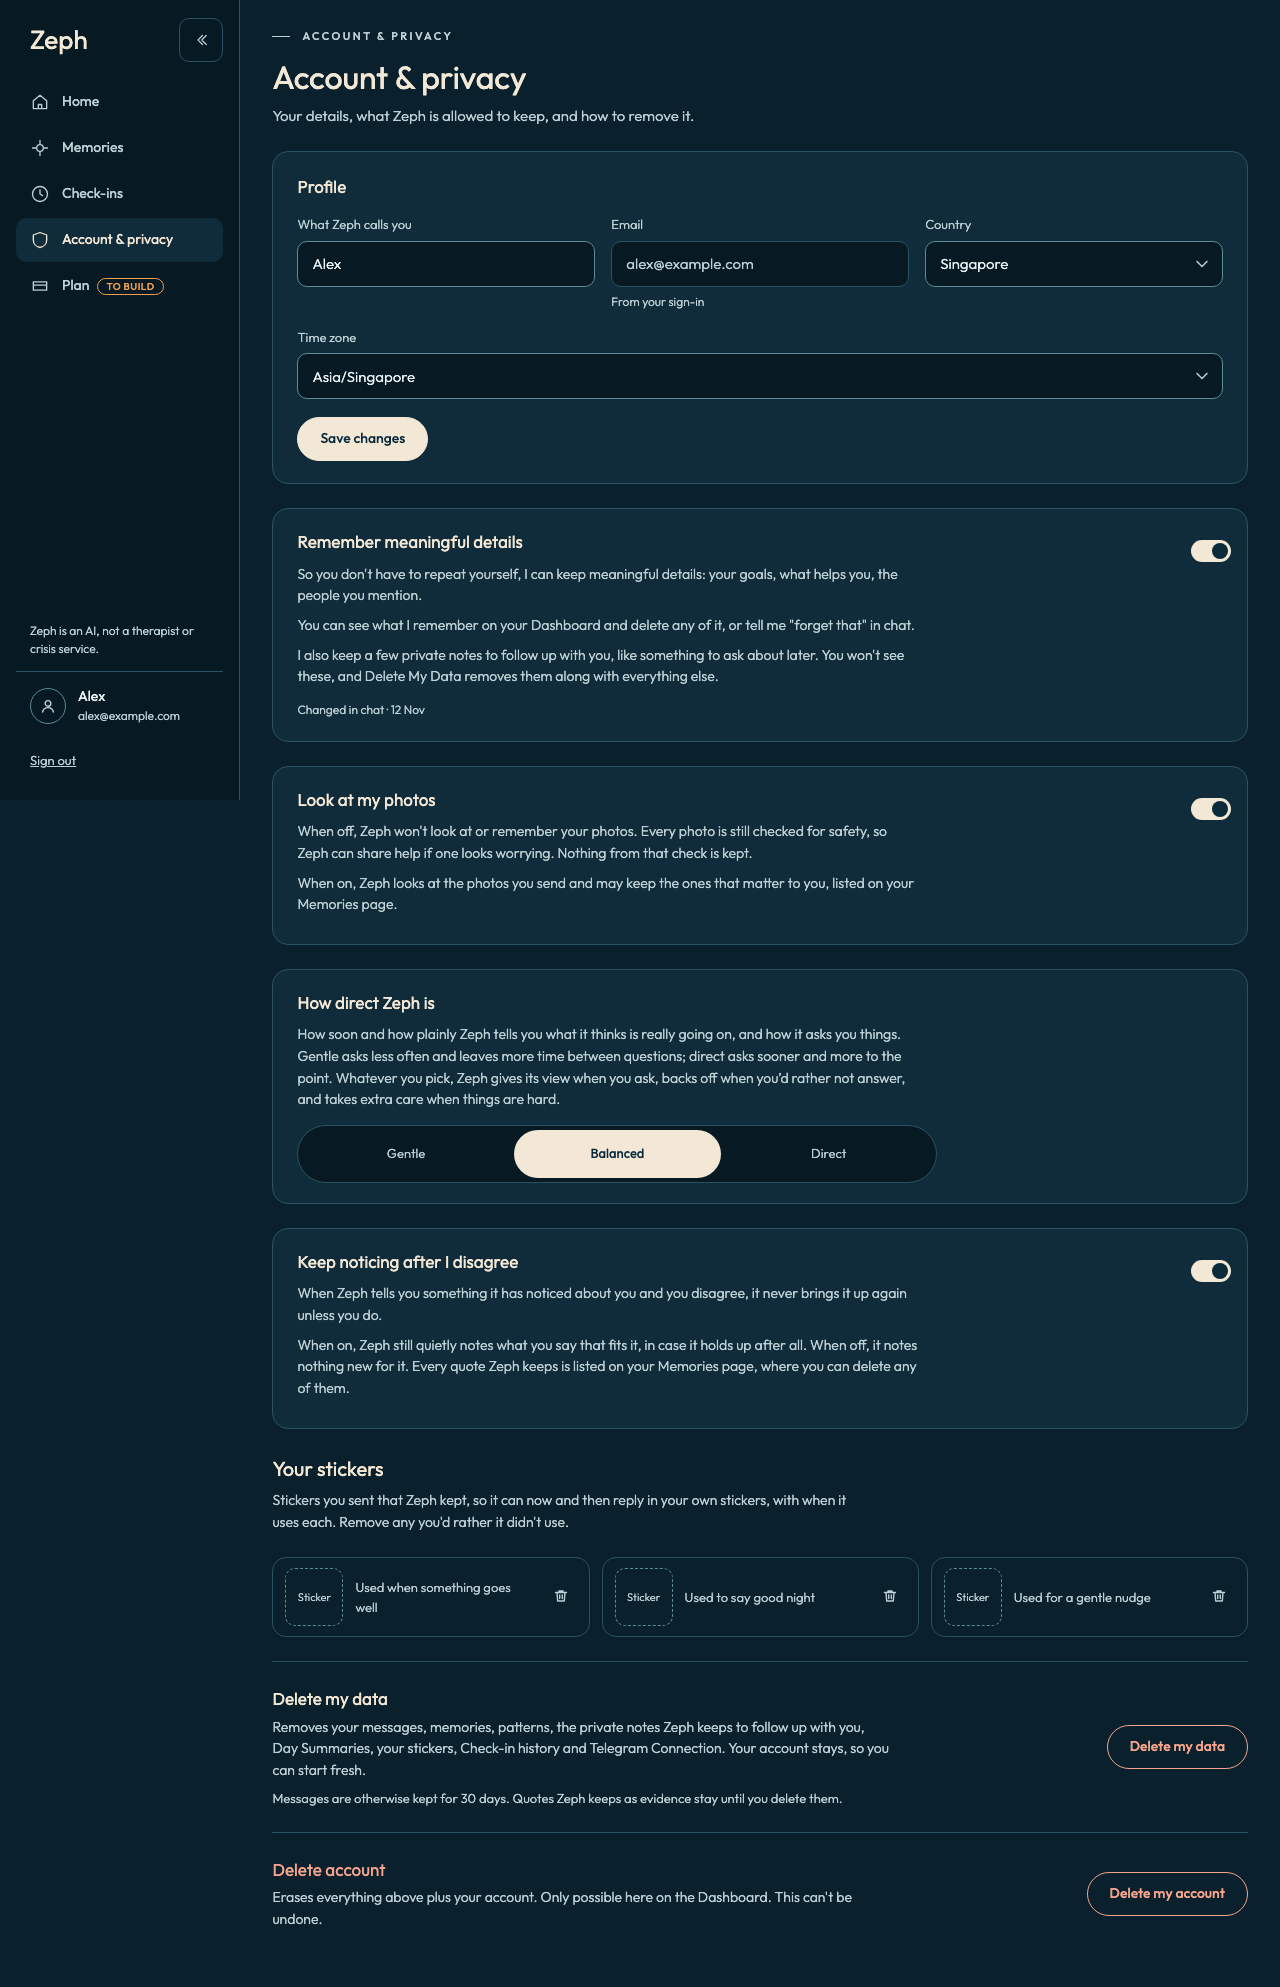 Zeph
Home
Memories
Check-ins
Account & privacy
Plan TO BUILD
Zeph is an AI, not a therapist or
crisis service.
Alex
alex@example.com
Sign out
ACCOUNT & PRIVACY
Account & privacy
Your details, what Zeph is allowed to keep, and how to remove it.
Profile
What Zeph calls you
Alex
Email
alex@example.com
From your sign-in
Country
Singapore
Time zone
Asia/Singapore
Save changes
Remember meaningful details
So you don't have to repeat yourself, I can keep meaningful details: your goals, what helps you, the
people you mention.
You can see what I remember on your Dashboard and delete any of it, or tell me "forget that" in chat.
I also keep a few private notes to follow up with you, like something to ask about later. You won't see
these, and Delete My Data removes them along with everything else.
Changed in chat · 12 Nov
Look at my photos
When off, Zeph won't look at or remember your photos. Every photo is still checked for safety, so
Zeph can share help if one looks worrying. Nothing from that check is kept.
When on, Zeph looks at the photos you send and may keep the ones that matter to you, listed on your
Memories page.
How direct Zeph is
How soon and how plainly Zeph tells you what it thinks is really going on, and how it asks you things.
Gentle asks less often and leaves more time between questions; direct asks sooner and more to the
point. Whatever you pick, Zeph gives its view when you ask, backs off when you'd rather not answer,
and takes extra care when things are hard.
Gentle
Balanced
Direct
Keep noticing after I disagree
When Zeph tells you something it has noticed about you and you disagree, it never brings it up again
unless you do.
When on, Zeph still quietly notes what you say that fits it, in case it holds up after all. When off, it notes
nothing new for it. Every quote Zeph keeps is listed on your Memories page, where you can delete any
of them.
Your stickers
Stickers you sent that Zeph kept, so it can now and then reply in your own stickers, with when it
uses each. Remove any you'd rather it didn't use.
Sticker
Used when something goes
well
Sticker
Used to say good night
Sticker
Used for a gentle nudge
Delete my data
Removes your messages, memories, patterns, the private notes Zeph keeps to follow up with you,
Day Summaries, your stickers, Check-in history and Telegram Connection. Your account stays, so you
can start fresh.
Messages are otherwise kept for 30 days. Quotes Zeph keeps as evidence stay until you delete them.
Delete my data
Delete account
Erases everything above plus your account. Only possible here on the Dashboard. This can't be
undone.
Delete my account